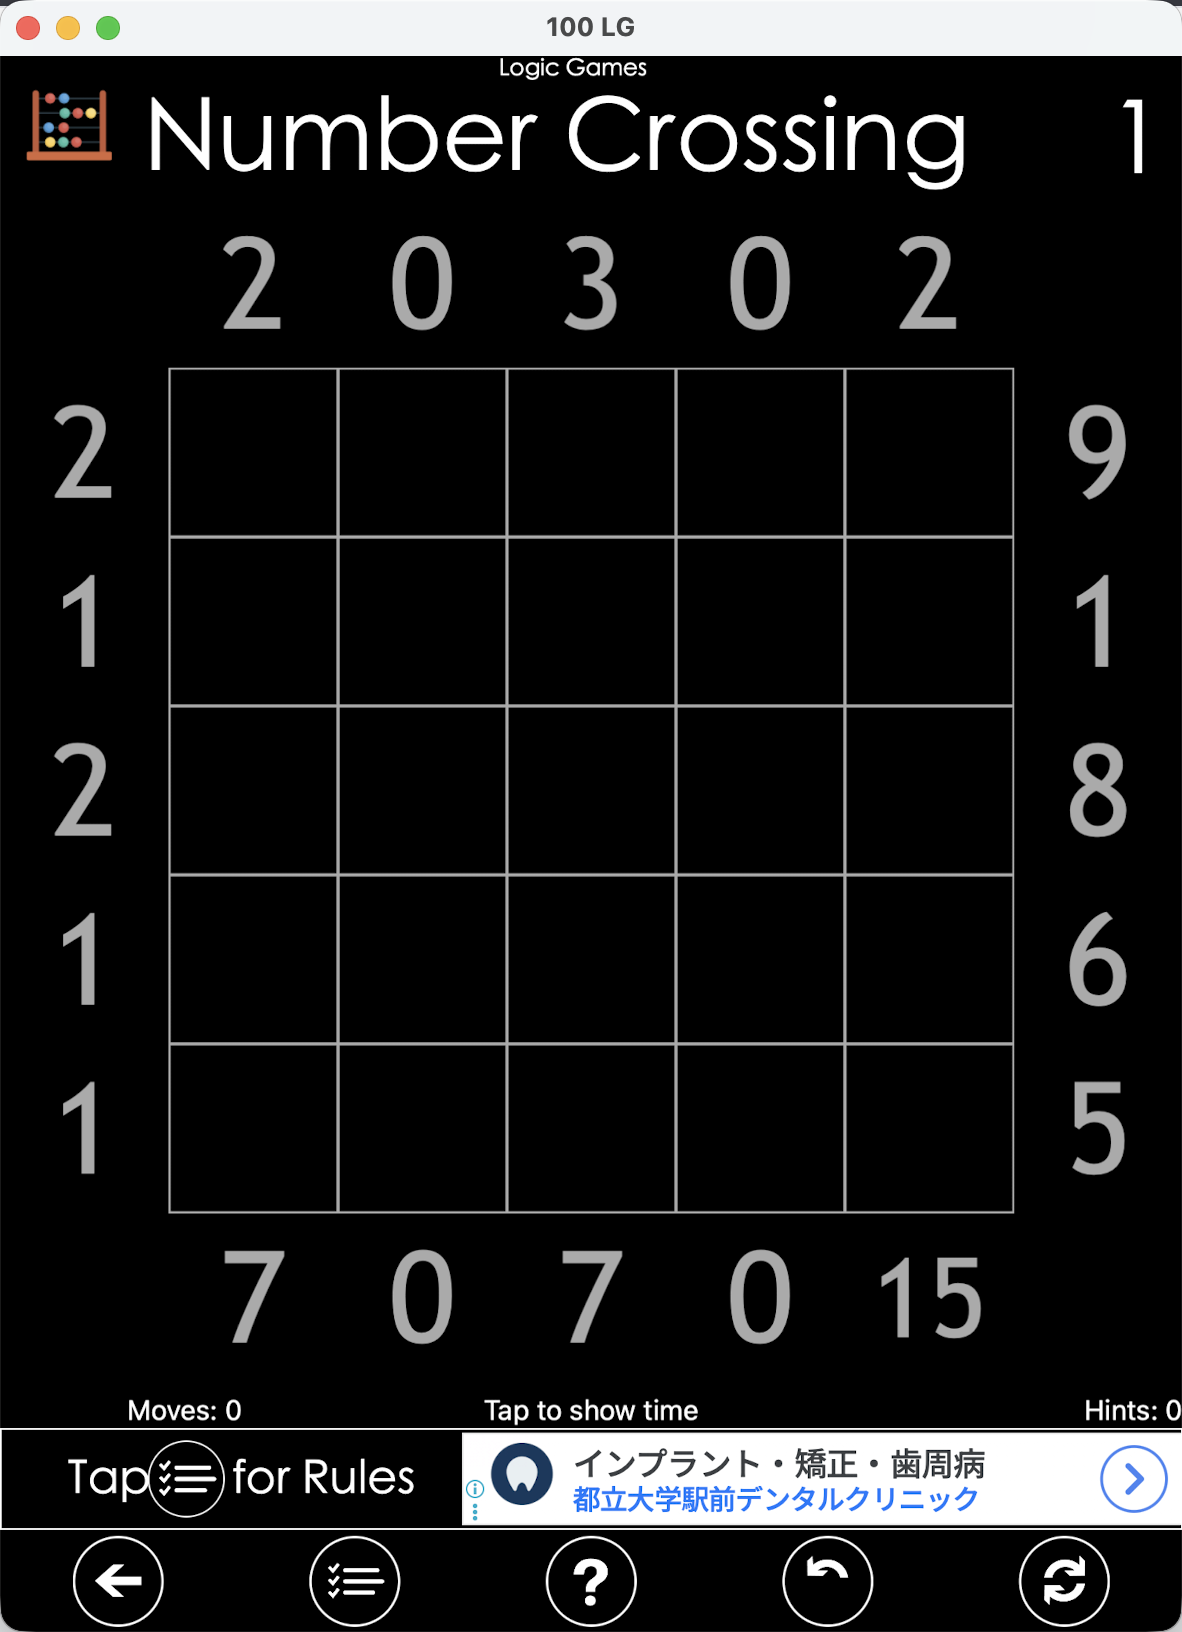 100 LG
Logic Games
Number Crossing 1
2 0 3 0 2
2 9
1 1
2 8
1 6
1 5
7 0 7 0 15
Moves: 0 Tap to show time Hints: 0
Tap for Rules
インプラント・矯正・歯周病
都立大学駅前デンタルクリニック
?